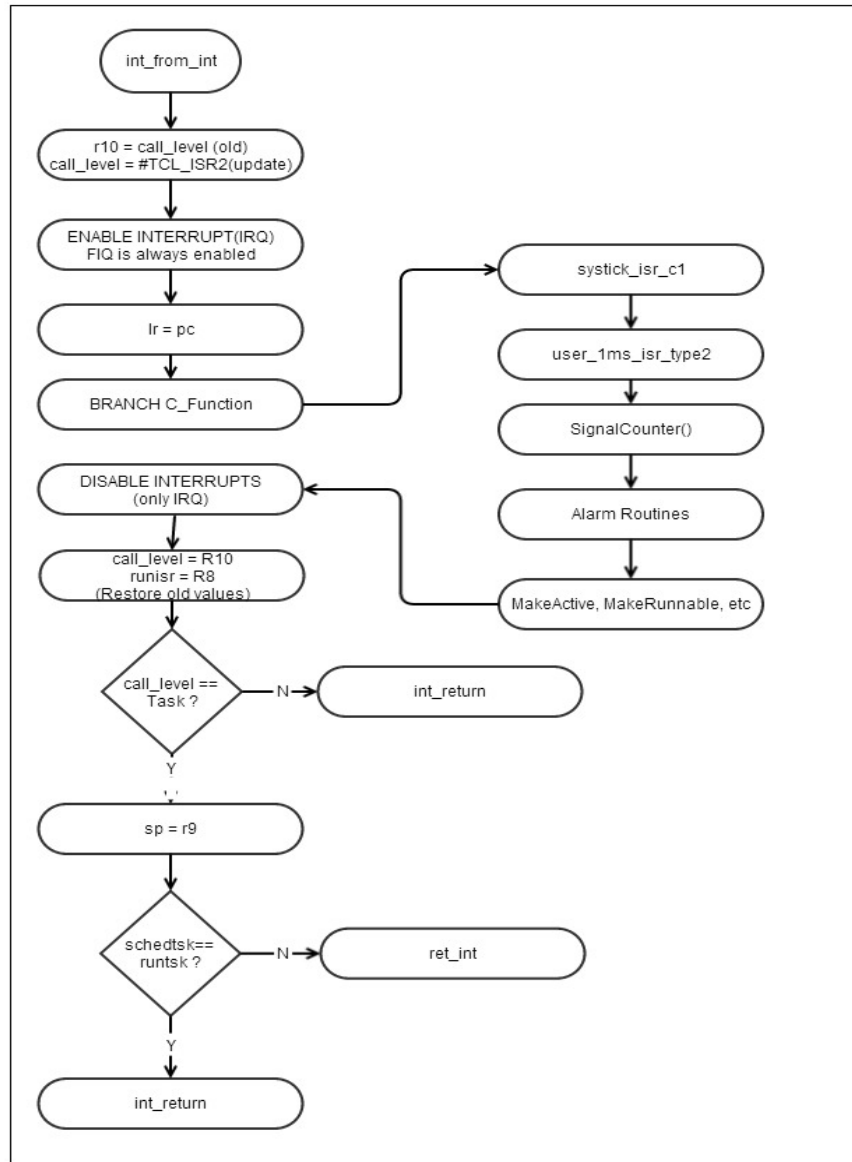 int_from_int
r10 = call_level (old)
call_level = #TCL_ISR2(update)
ENABLE INTERRUPT(IRQ)
FIQ is always enabled
lr = pc
BRANCH C_Function
systick_isr_c1
user_1ms_isr_type2
SignalCounter()
Alarm Routines
MakeActive, MakeRunnable, etc
DISABLE INTERRUPTS
(only IRQ)
call_level = R10
runisr = R8
(Restore old values)
call_level ==
Task ?
N
int_return
Y
sp = r9
schedtsk==
runtsk ?
N
ret_int
Y
int_return